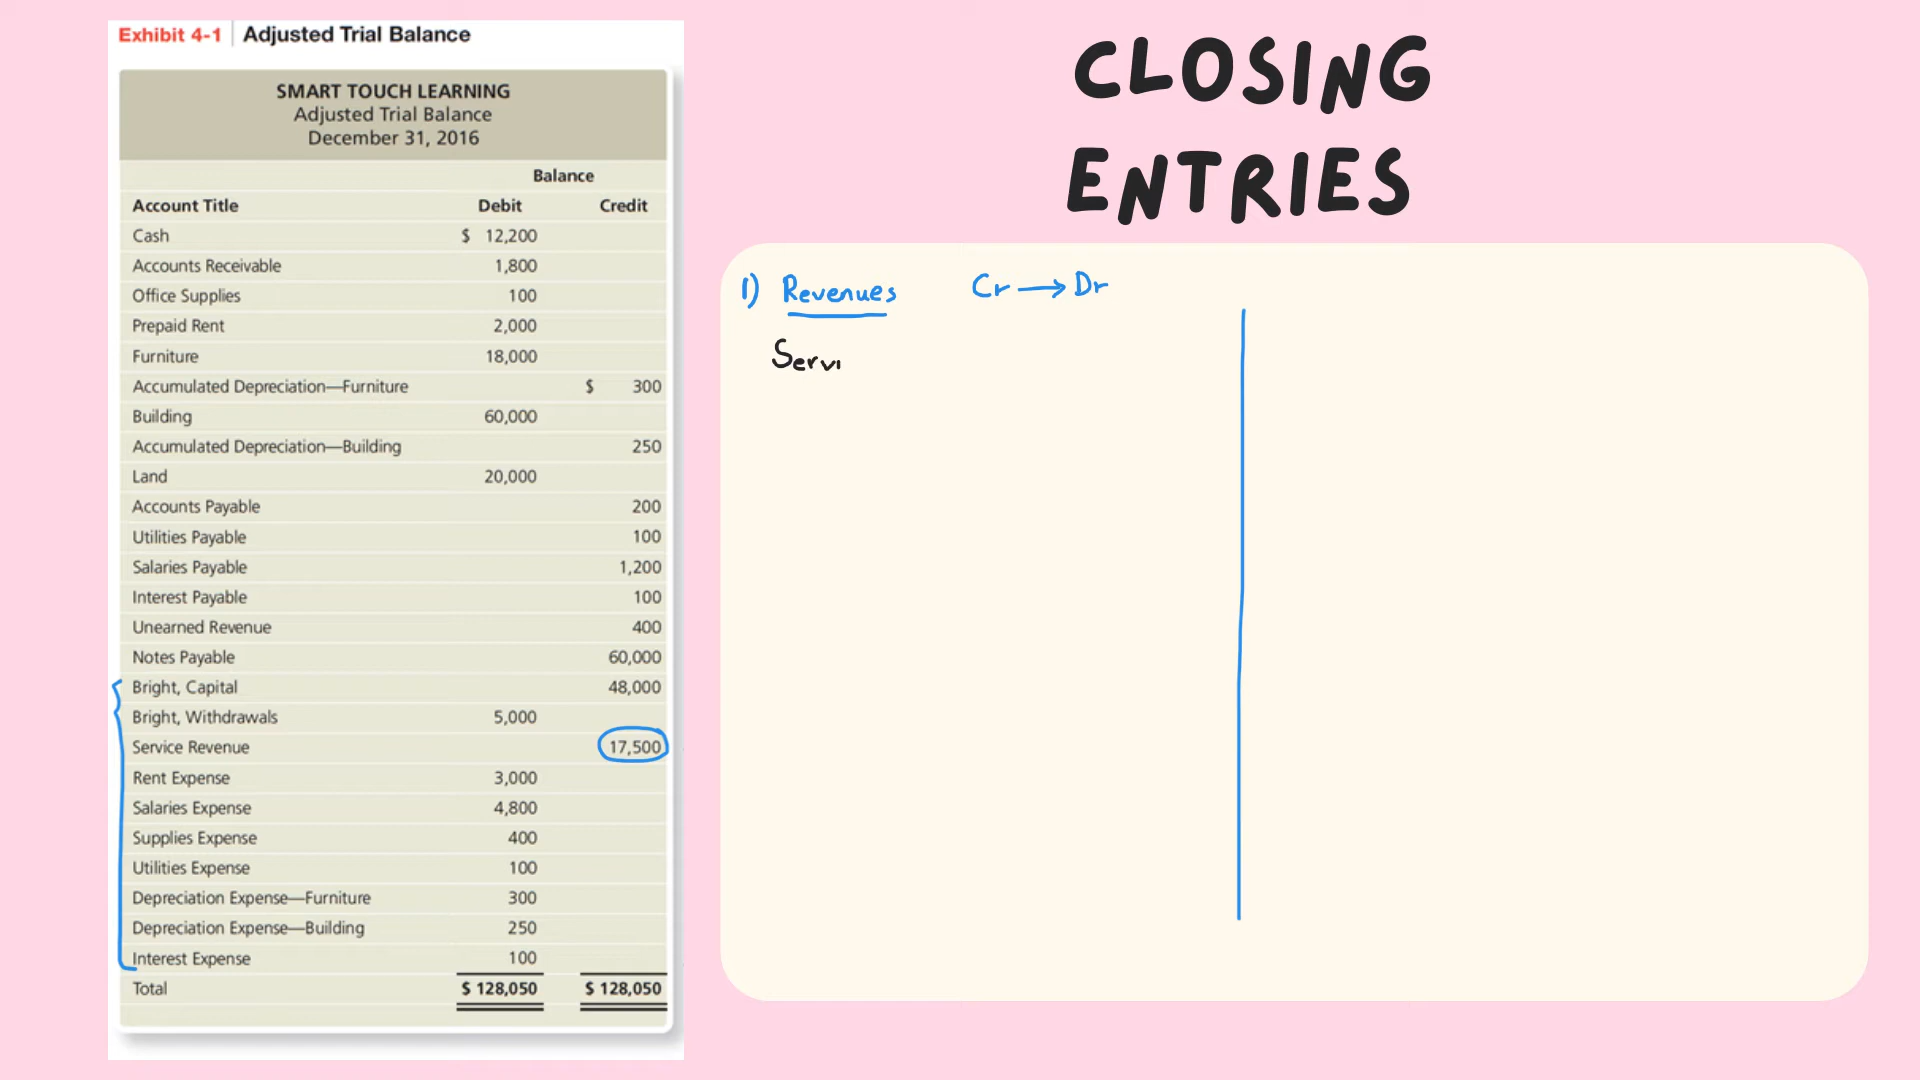 Exhibit 4-1 | Adjusted Trial Balance
SMART TOUCH LEARNING
Adjusted Trial Balance
December 31, 2016
Balance
Account Title Debit Credit
Cash $ 12,200
Accounts Receivable 1,800
Office Supplies 100
Prepaid Rent 2,000
Furniture 18,000
Accumulated Depreciation—Furniture $ 300
Building 60,000
Accumulated Depreciation—Building 250
Land 20,000
Accounts Payable 200
Utilities Payable 100
Salaries Payable 1,200
Interest Payable 100
Unearned Revenue 400
Notes Payable 60,000
Bright, Capital 48,000
Bright, Withdrawals 5,000
Service Revenue 17,500
Rent Expense 3,000
Salaries Expense 4,800
Supplies Expense 400
Utilities Expense 100
Depreciation Expense—Furniture 300
Depreciation Expense—Building 250
Interest Expense 100
Total $ 128,050 $ 128,050
CLOSING
ENTRIES
1) Revenues Cr → Dr
Servi